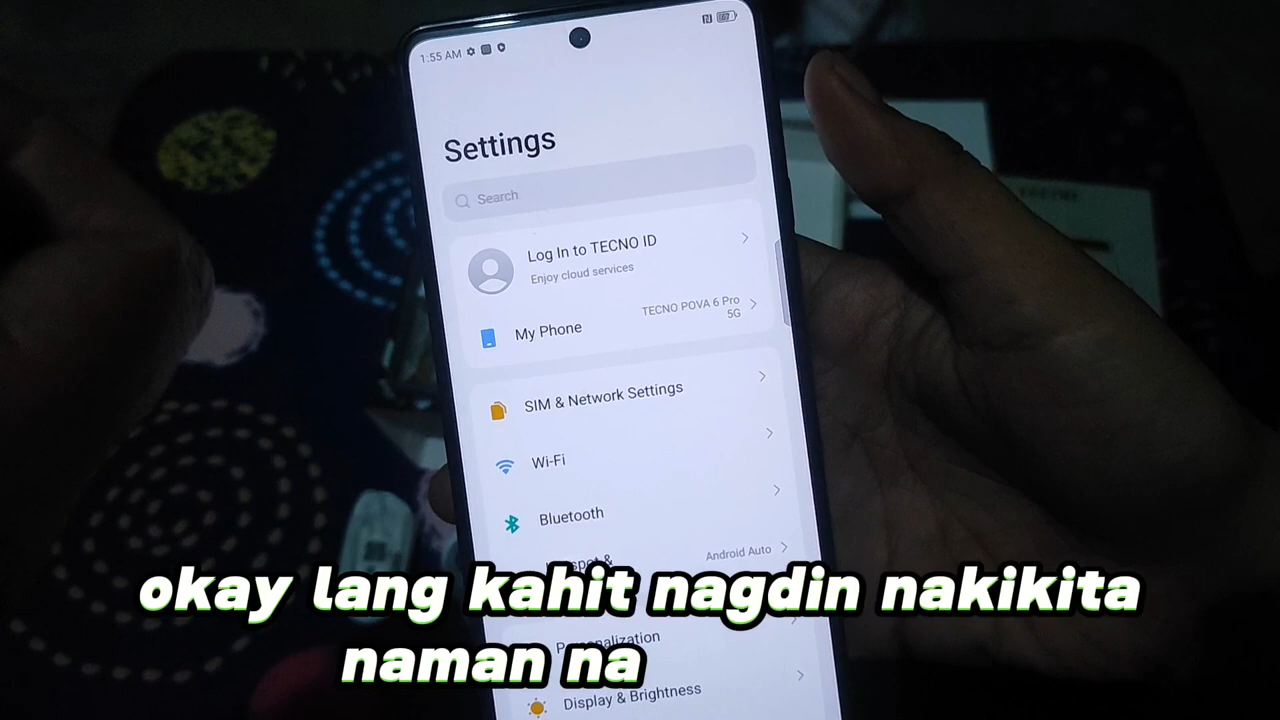 1:55 AM
67
Settings
Search
Log In to TECNO ID
Enjoy cloud services
My Phone
TECNO POVA 6 Pro
5G
SIM & Network Settings
Wi-Fi
Bluetooth
Android Auto
okay lang kahit nagdin nakikita
naman na
Personalization
Display & Brightness